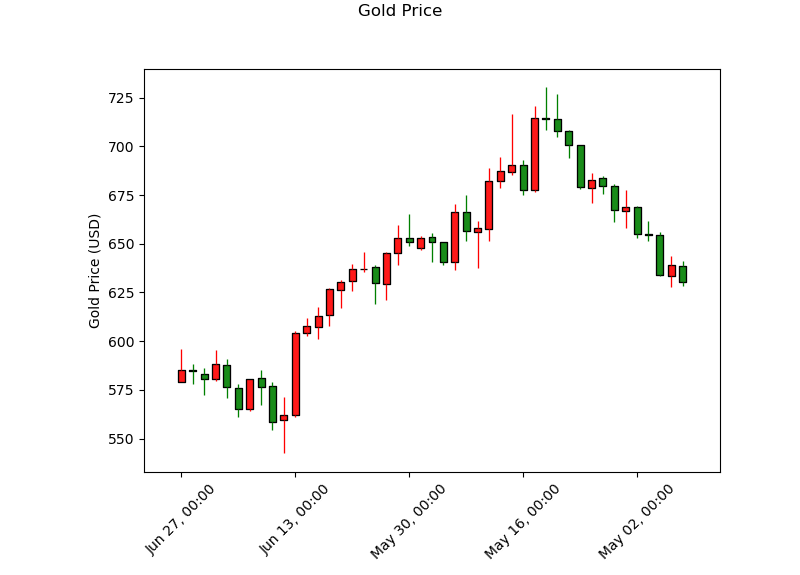 Gold Price
Gold Price (USD)
725
700
675
650
625
600
575
550
Jun 27, 00:00
Jun 13, 00:00
May 30, 00:00
May 16, 00:00
May 02, 00:00